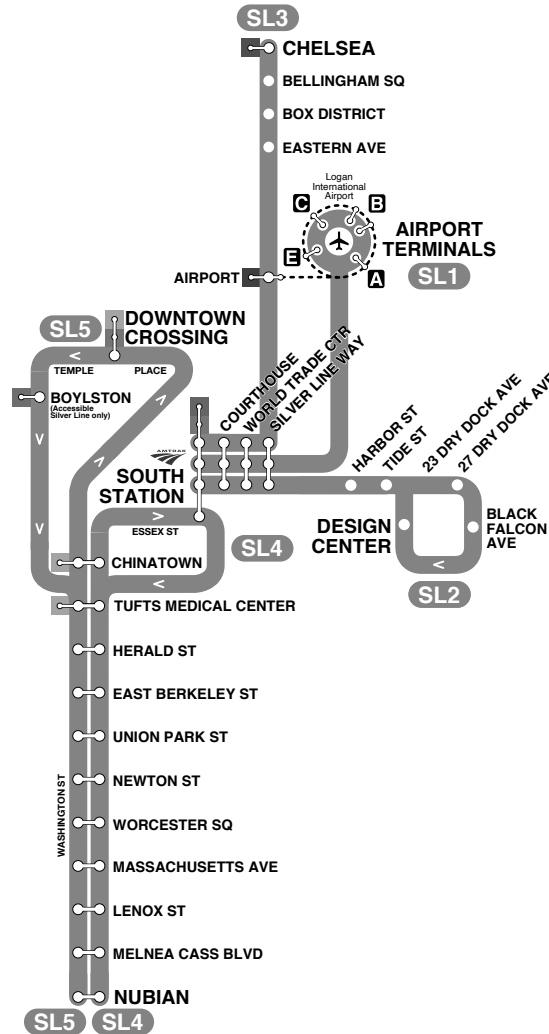 SL3
CHELSEA
BELLINGHAM SQ
BOX DISTRICT
EASTERN AVE
Logan
International
Airport
C
B
E
A
AIRPORT
TERMINALS
SL1
AIRPORT
SL5
DOWNTOWN
CROSSING
TEMPLE
PLACE
BOYLSTON
(Accessible
Silver Line only)
COURTHOUSE
WORLD TRADE CTR
SILVER LINE WAY
AMTRAK
SOUTH
STATION
HARBOR ST
TIDE ST
23 DRY DOCK AVE
27 DRY DOCK AVE
ESSEX ST
SL4
DESIGN
CENTER
BLACK
FALCON
AVE
SL2
CHINATOWN
TUFTS MEDICAL CENTER
HERALD ST
EAST BERKELEY ST
UNION PARK ST
NEWTON ST
WASHINGTON ST
WORCESTER SQ
MASSACHUSETTS AVE
LENOX ST
MELNEA CASS BLVD
NUBIAN
SL5
SL4